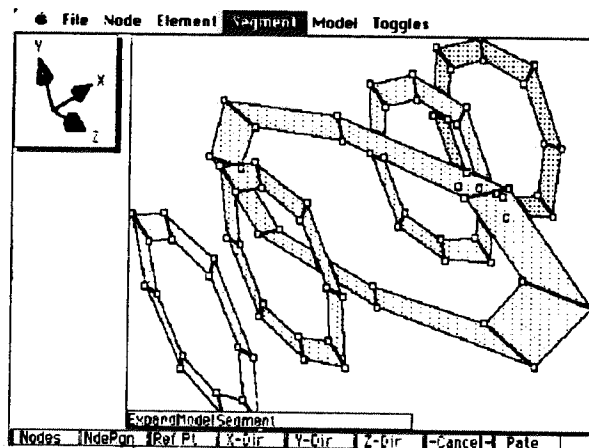 File Node Element Segment Model Toggles
Y
X
Z
ExpandModelSegment
Nodes NdePgn Ref Pt. X-Dir Y-Dir Z-Dir -Cancel- Pate